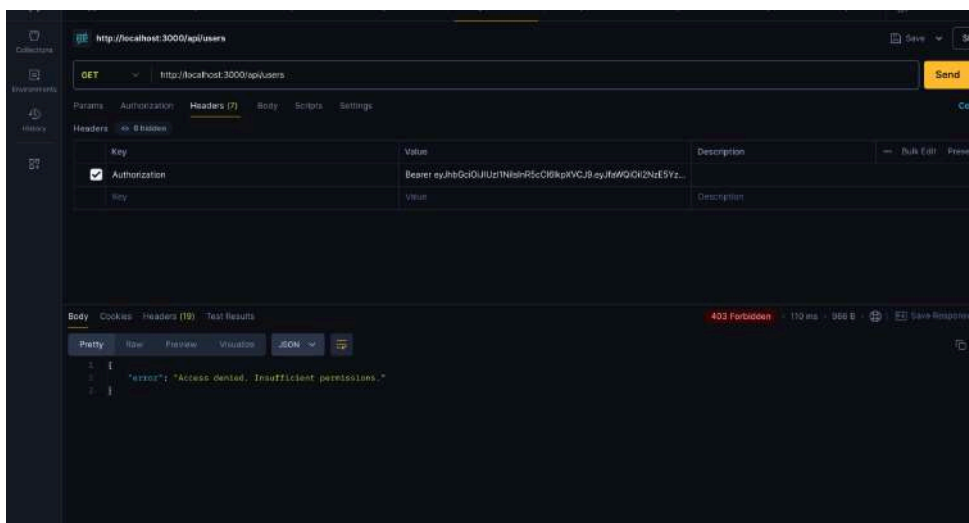 Collections
http://localhost:3000/api/users
Save
Environments
GET
http://localhost:3000/api/users
Send
Params Authorization Headers (7) Body Scripts Settings
History
Headers 6 hidden
Key Value Description Bulk Edit
Authorization
Bearer
Key Value Description
Body Cookies Headers (19) Test Results
403 Forbidden 110 ms 966 B
Save Response
Pretty Raw Preview Visualize JSON
1 {
2 "error": "Access denied. Insufficient permissions."
3 }